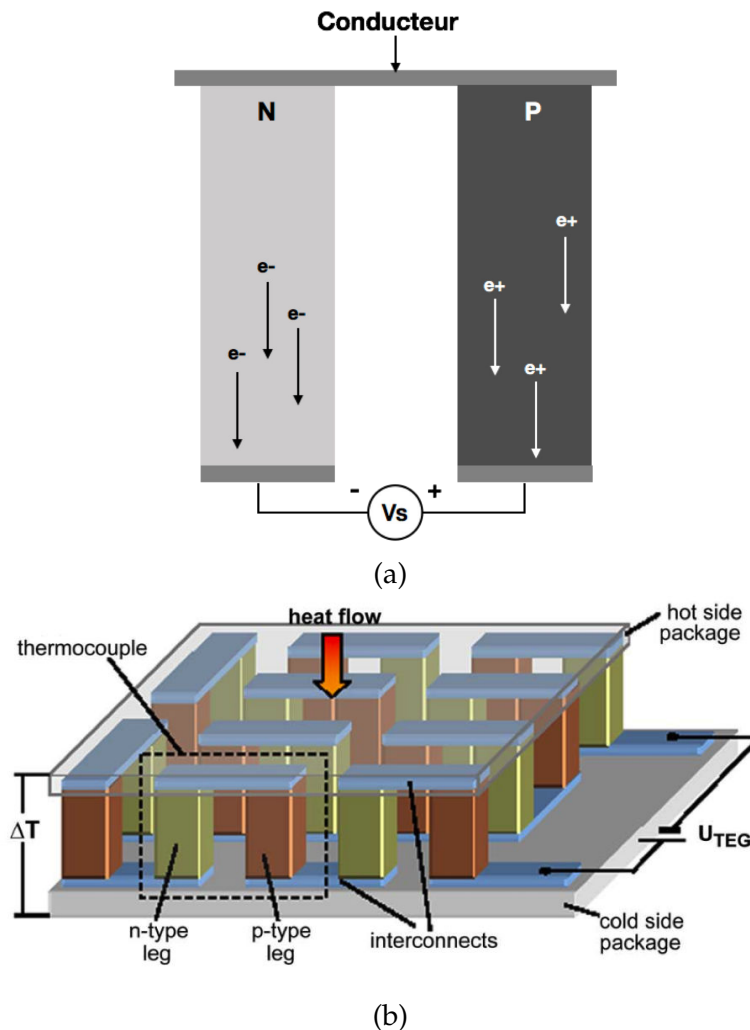 Conducteur
N
P
e+
e-
e+
e-
e-
e+
- Vs +
(a)
heat flow
hot side
package
thermocouple
ΔT
UTEG
n-type
leg
p-type
leg
interconnects
cold side
package
(b)